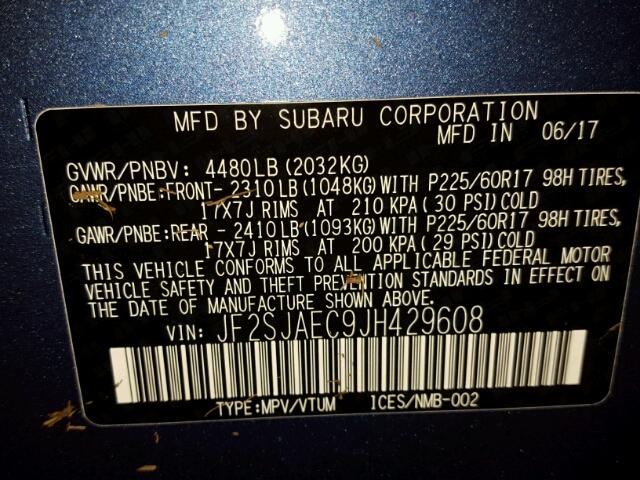 MFD BY SUBARU CORPORATION
MFD IN 06/17
GVWR/PNBV: 4480LB (2032KG)
GAWR/PNBE:FRONT-2310LB (1048KG) WITH P225/60R17 98H TIRES,
17X7J RIMS AT 210 KPA ( 30 PSI) COLD
GAWR/PNBE:REAR - 2410LB (1093KG) WITH P225/60R17 98H TIRES,
17X7J RIMS AT 200 KPA ( 29 PSI) COLD
THIS VEHICLE CONFORMS TO ALL APPLICABLE FEDERAL MOTOR
VEHICLE SAFETY AND THEFT PREVENTION STANDARDS IN EFFECT ON
THE DATE OF MANUFACTURE SHOWN ABOVE.
VIN: JF2SJAEC9JH429608
TYPE:MPV/VTUM ICES/NMB-002